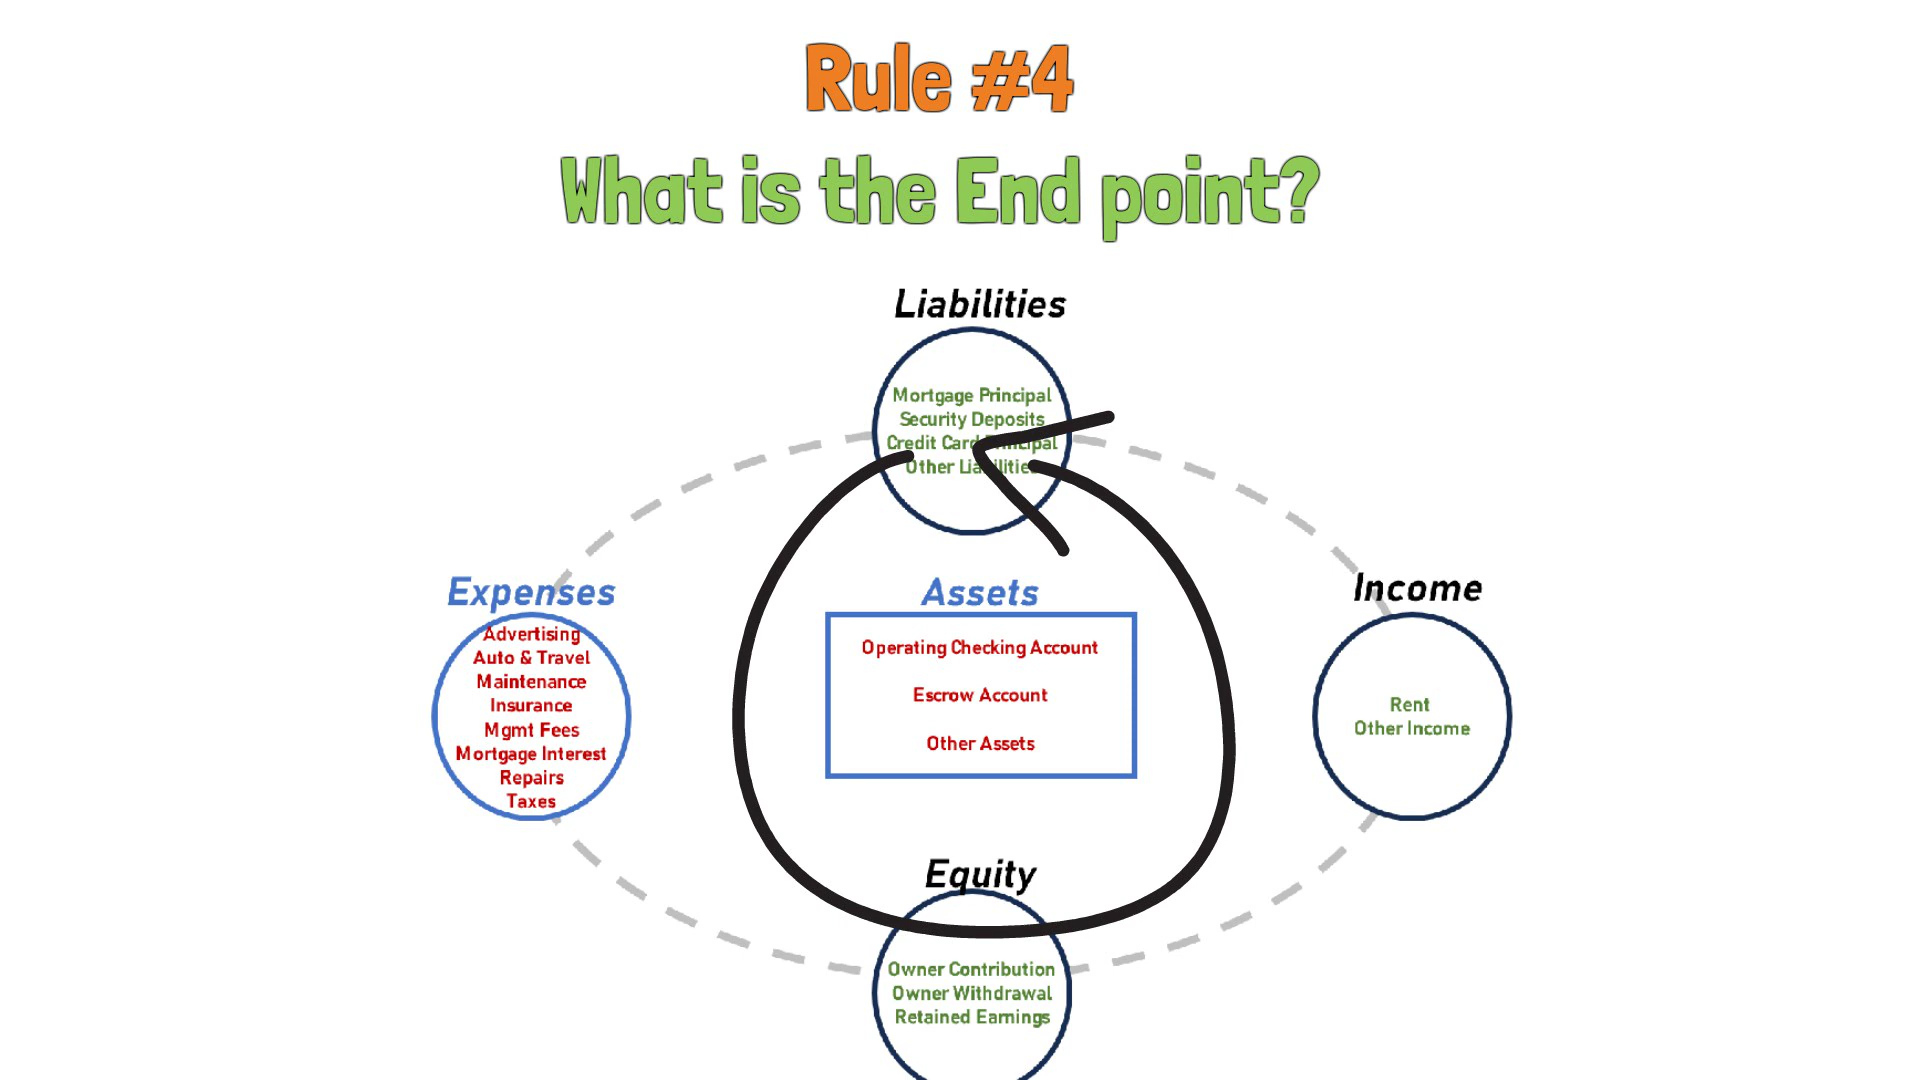 Rule #4
What is the End point?
Liabilities
Mortgage Principal
Security Deposits
Credit Card Principal
Other Liabilities
Expenses
Advertising
Auto & Travel
Maintenance
Insurance
Mgmt Fees
Mortgage Interest
Repairs
Taxes
Assets
Operating Checking Account
Escrow Account
Other Assets
Income
Rent
Other Income
Equity
Owner Contribution
Owner Withdrawal
Retained Earnings